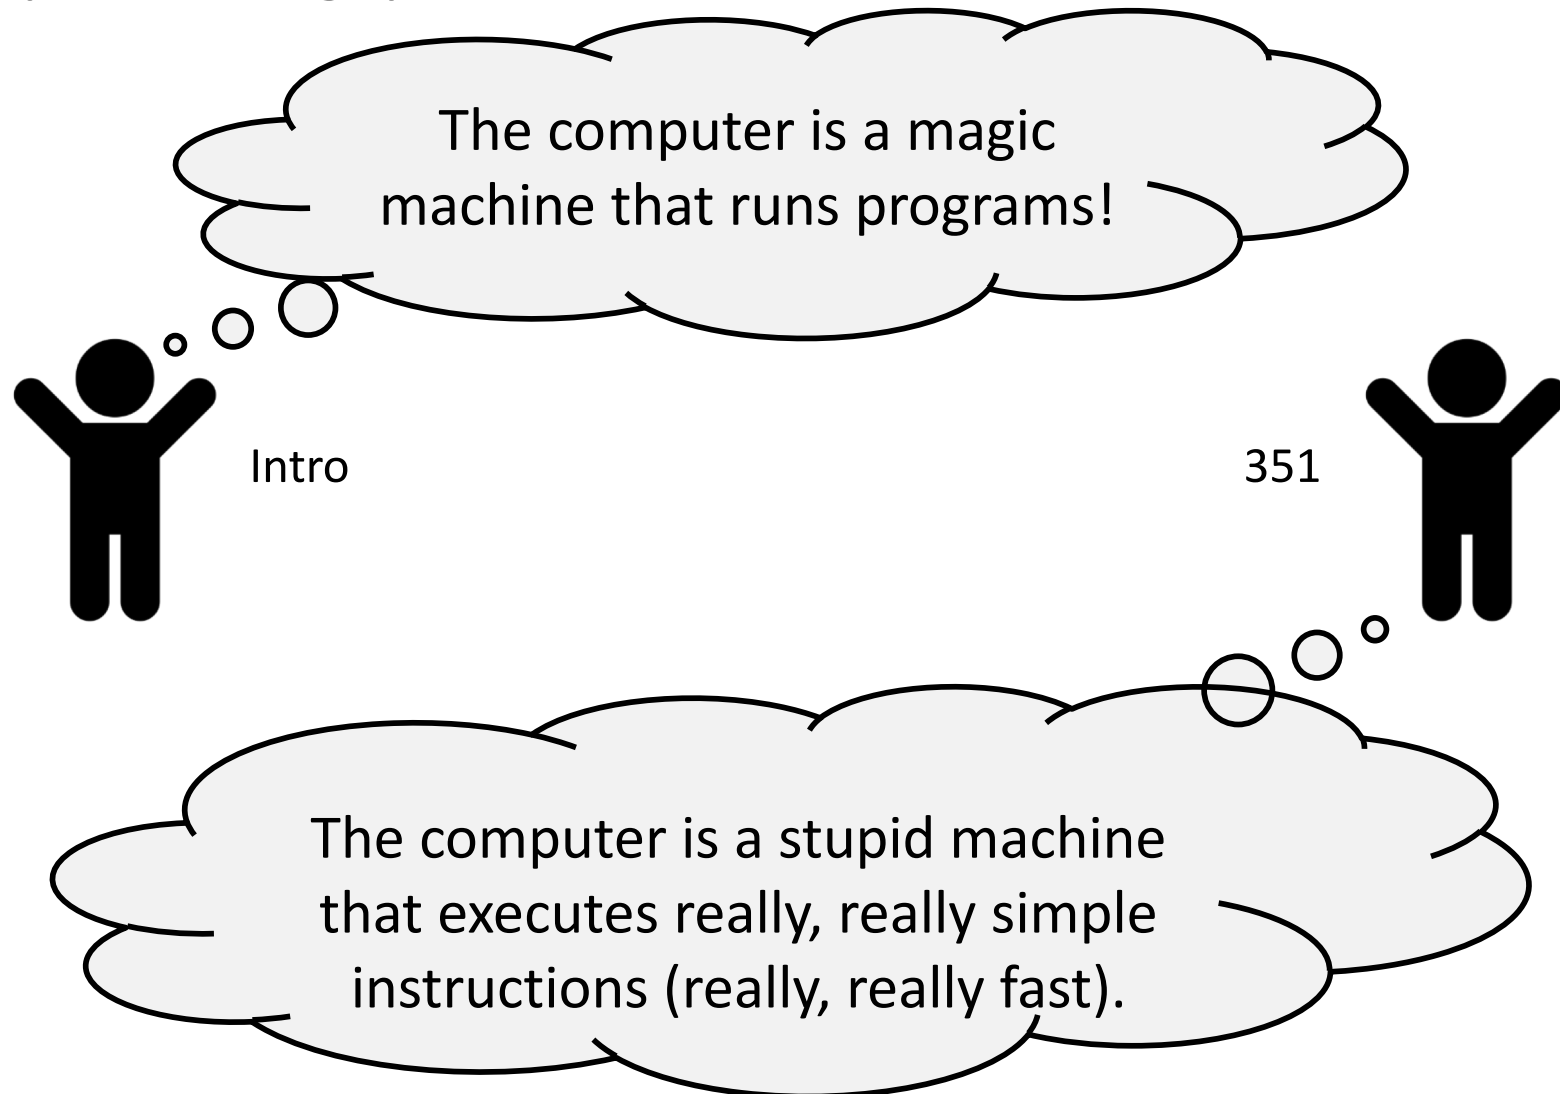 The computer is a magic
machine that runs programs!
Intro
351
The computer is a stupid machine
that executes really, really simple
instructions (really, really fast).